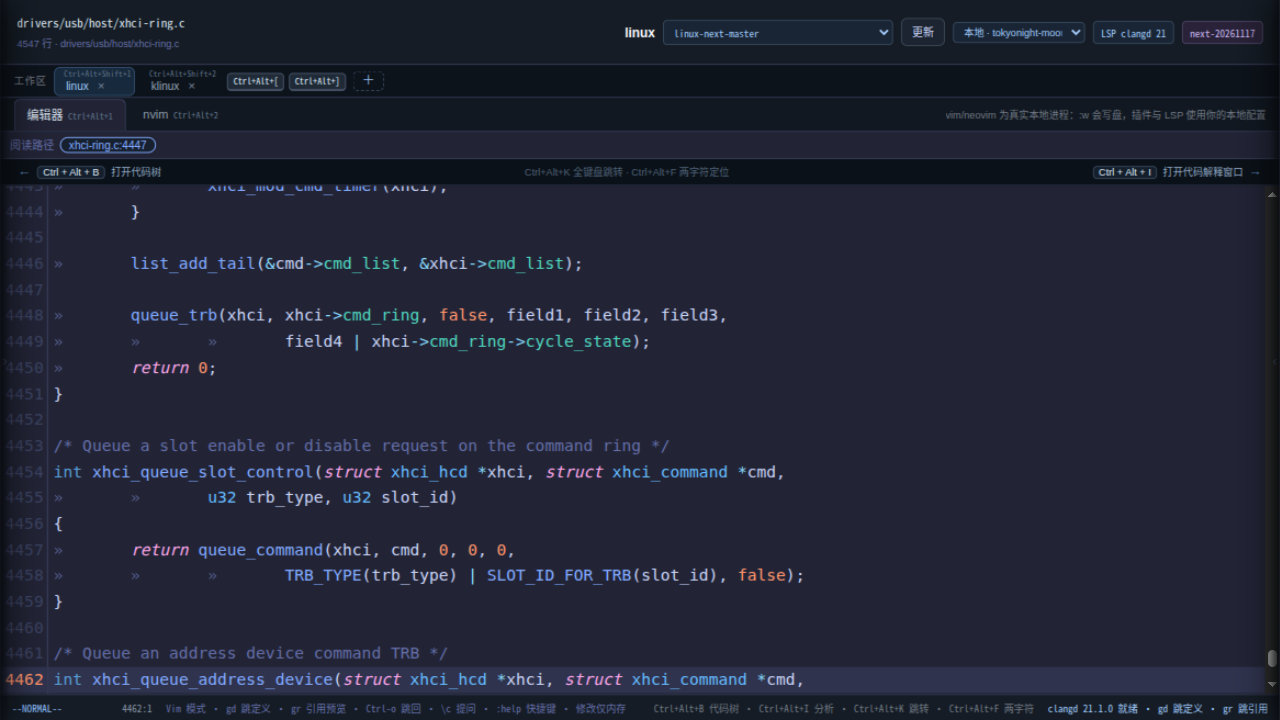 drivers/usb/host/xhci-ring.c
4547 行 · drivers/usb/host/xhci-ring.c
linux linux-next-master 更新 本地 · tokyonight-moon LSP clangd 21 next-20261117
工作区 Ctrl+Alt+Shift+1 linux × Ctrl+Alt+Shift+2 klinux × Ctrl+Alt+[ Ctrl+Alt+] +
编辑器 Ctrl+Alt+1 nvim Ctrl+Alt+2 vim/neovim 为真实本地进程: :w 会写盘，插件与 LSP 使用你的本地配置
阅读路径 xhci-ring.c:4447
← Ctrl + Alt + B 打开代码树 Ctrl+Alt+K 全键盘跳转 · Ctrl+Alt+F 两字符定位 Ctrl + Alt + I 打开代码解释窗口 →
4443 » » xhci_mod_cmd_timer(xhci);
4444 » }
4445
4446 » list_add_tail(&cmd->cmd_list, &xhci->cmd_list);
4447
4448 » queue_trb(xhci, xhci->cmd_ring, false, field1, field2, field3,
4449 » » » field4 | xhci->cmd_ring->cycle_state);
4450 » return 0;
4451 }
4452
4453 /* Queue a slot enable or disable request on the command ring */
4454 int xhci_queue_slot_control(struct xhci_hcd *xhci, struct xhci_command *cmd,
4455 » » u32 trb_type, u32 slot_id)
4456 {
4457 » return queue_command(xhci, cmd, 0, 0, 0,
4458 » » » TRB_TYPE(trb_type) | SLOT_ID_FOR_TRB(slot_id), false);
4459 }
4460
4461 /* Queue an address device command TRB */
4462 int xhci_queue_address_device(struct xhci_hcd *xhci, struct xhci_command *cmd,
--NORMAL-- 4462:1 Vim 模式 · gd 跳定义 · gr 引用预览 · Ctrl-o 跳回 · \c 提问 · :help 快捷键 · 修改仅内存 Ctrl+Alt+B 代码树 · Ctrl+Alt+I 分析 · Ctrl+Alt+K 跳转 · Ctrl+Alt+F 两字符 clangd 21.1.0 就绪 · gd 跳定义 · gr 跳引用